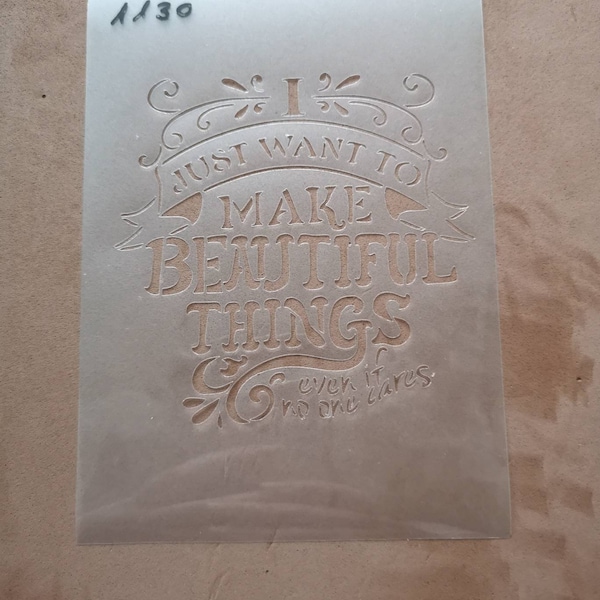 1130
I
JUST WANT TO
MAKE
BEAUTIFUL
THINGS
even if
no one cares